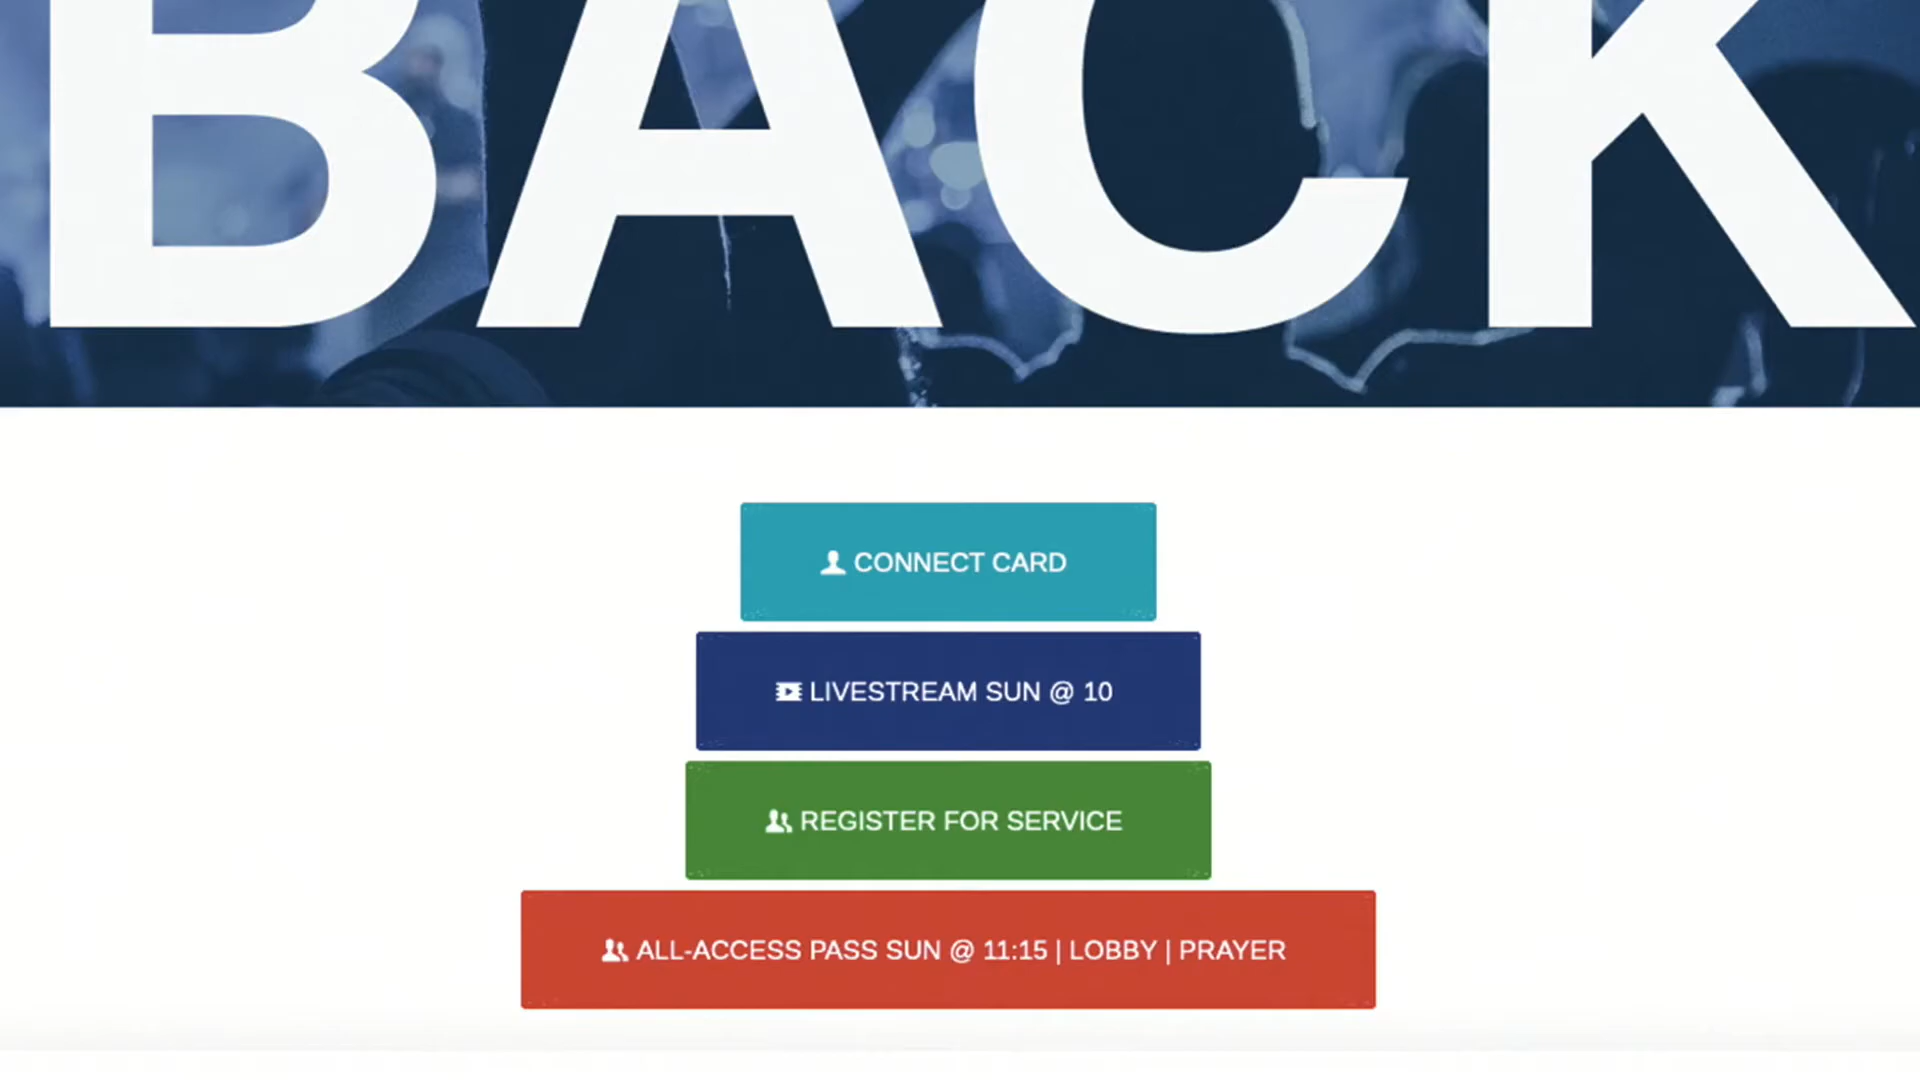 BACK
CONNECT CARD
LIVESTREAM SUN @ 10
REGISTER FOR SERVICE
ALL-ACCESS PASS SUN @ 11:15 | LOBBY | PRAYER